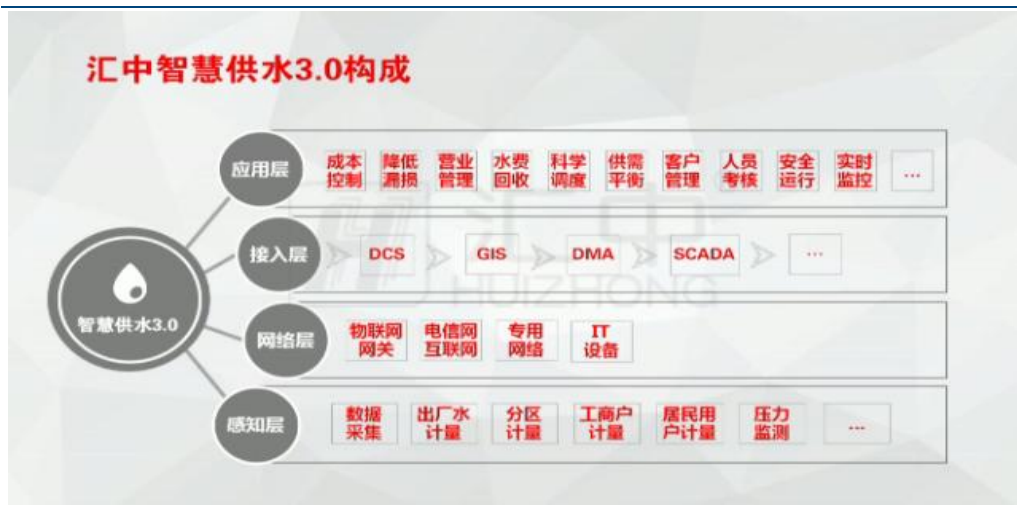 汇中智慧供水3.0构成
应用层
成本 降低 营业 水费 科学 供需 客户 人员 安全 实时
控制 漏损 管理 回收 调度 平衡 管理 考核 运行 监控 ...
接入层 DCS GIS DMA SCADA ...
汇中
HUIZHONG
智慧供水3.0
网络层
物联网 电信网 专用 IT
网关 互联网 网络 设备
感知层
数据 出厂水 分区 工商户 居民用 压力
采集 计量 计量 计量 户计量 监测 ...